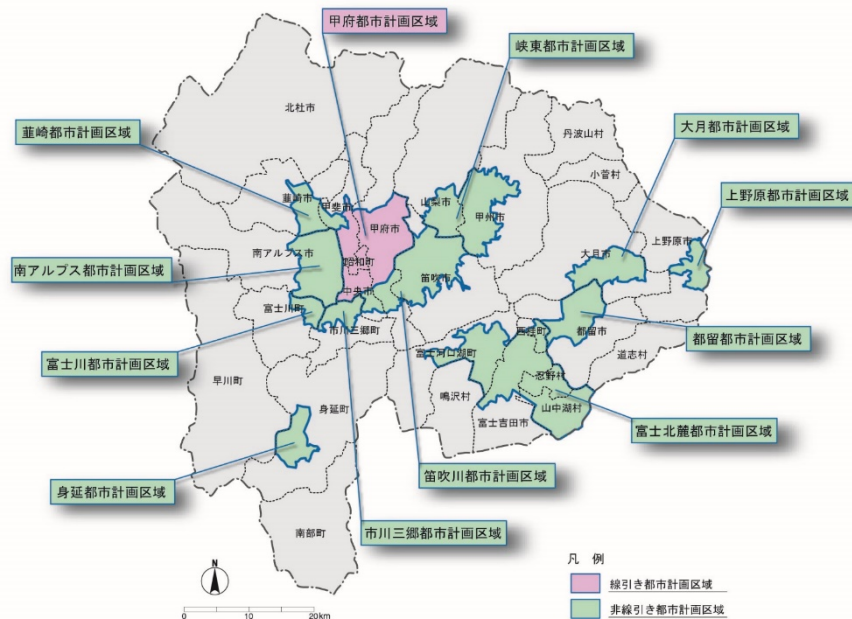 甲府都市計画区域
峡東都市計画区域
韮崎都市計画区域
大月都市計画区域
上野原都市計画区域
南アルプス都市計画区域
富士川都市計画区域
都留都市計画区域
富士北麓都市計画区域
身延都市計画区域
笛吹川都市計画区域
市川三郷都市計画区域
北杜市
丹波山村
小菅村
韮崎市
甲斐市
山梨市
甲州市
甲府市
上野原市
大月市
南アルプス市
昭和町
笛吹市
中央市
富士川町
市川三郷町
西桂町
都留市
富士河口湖町
道志村
早川町
忍野村
鳴沢村
山中湖村
身延町
富士吉田市
南部町
N
0 10 20km
凡 例
線引き都市計画区域
非線引き都市計画区域